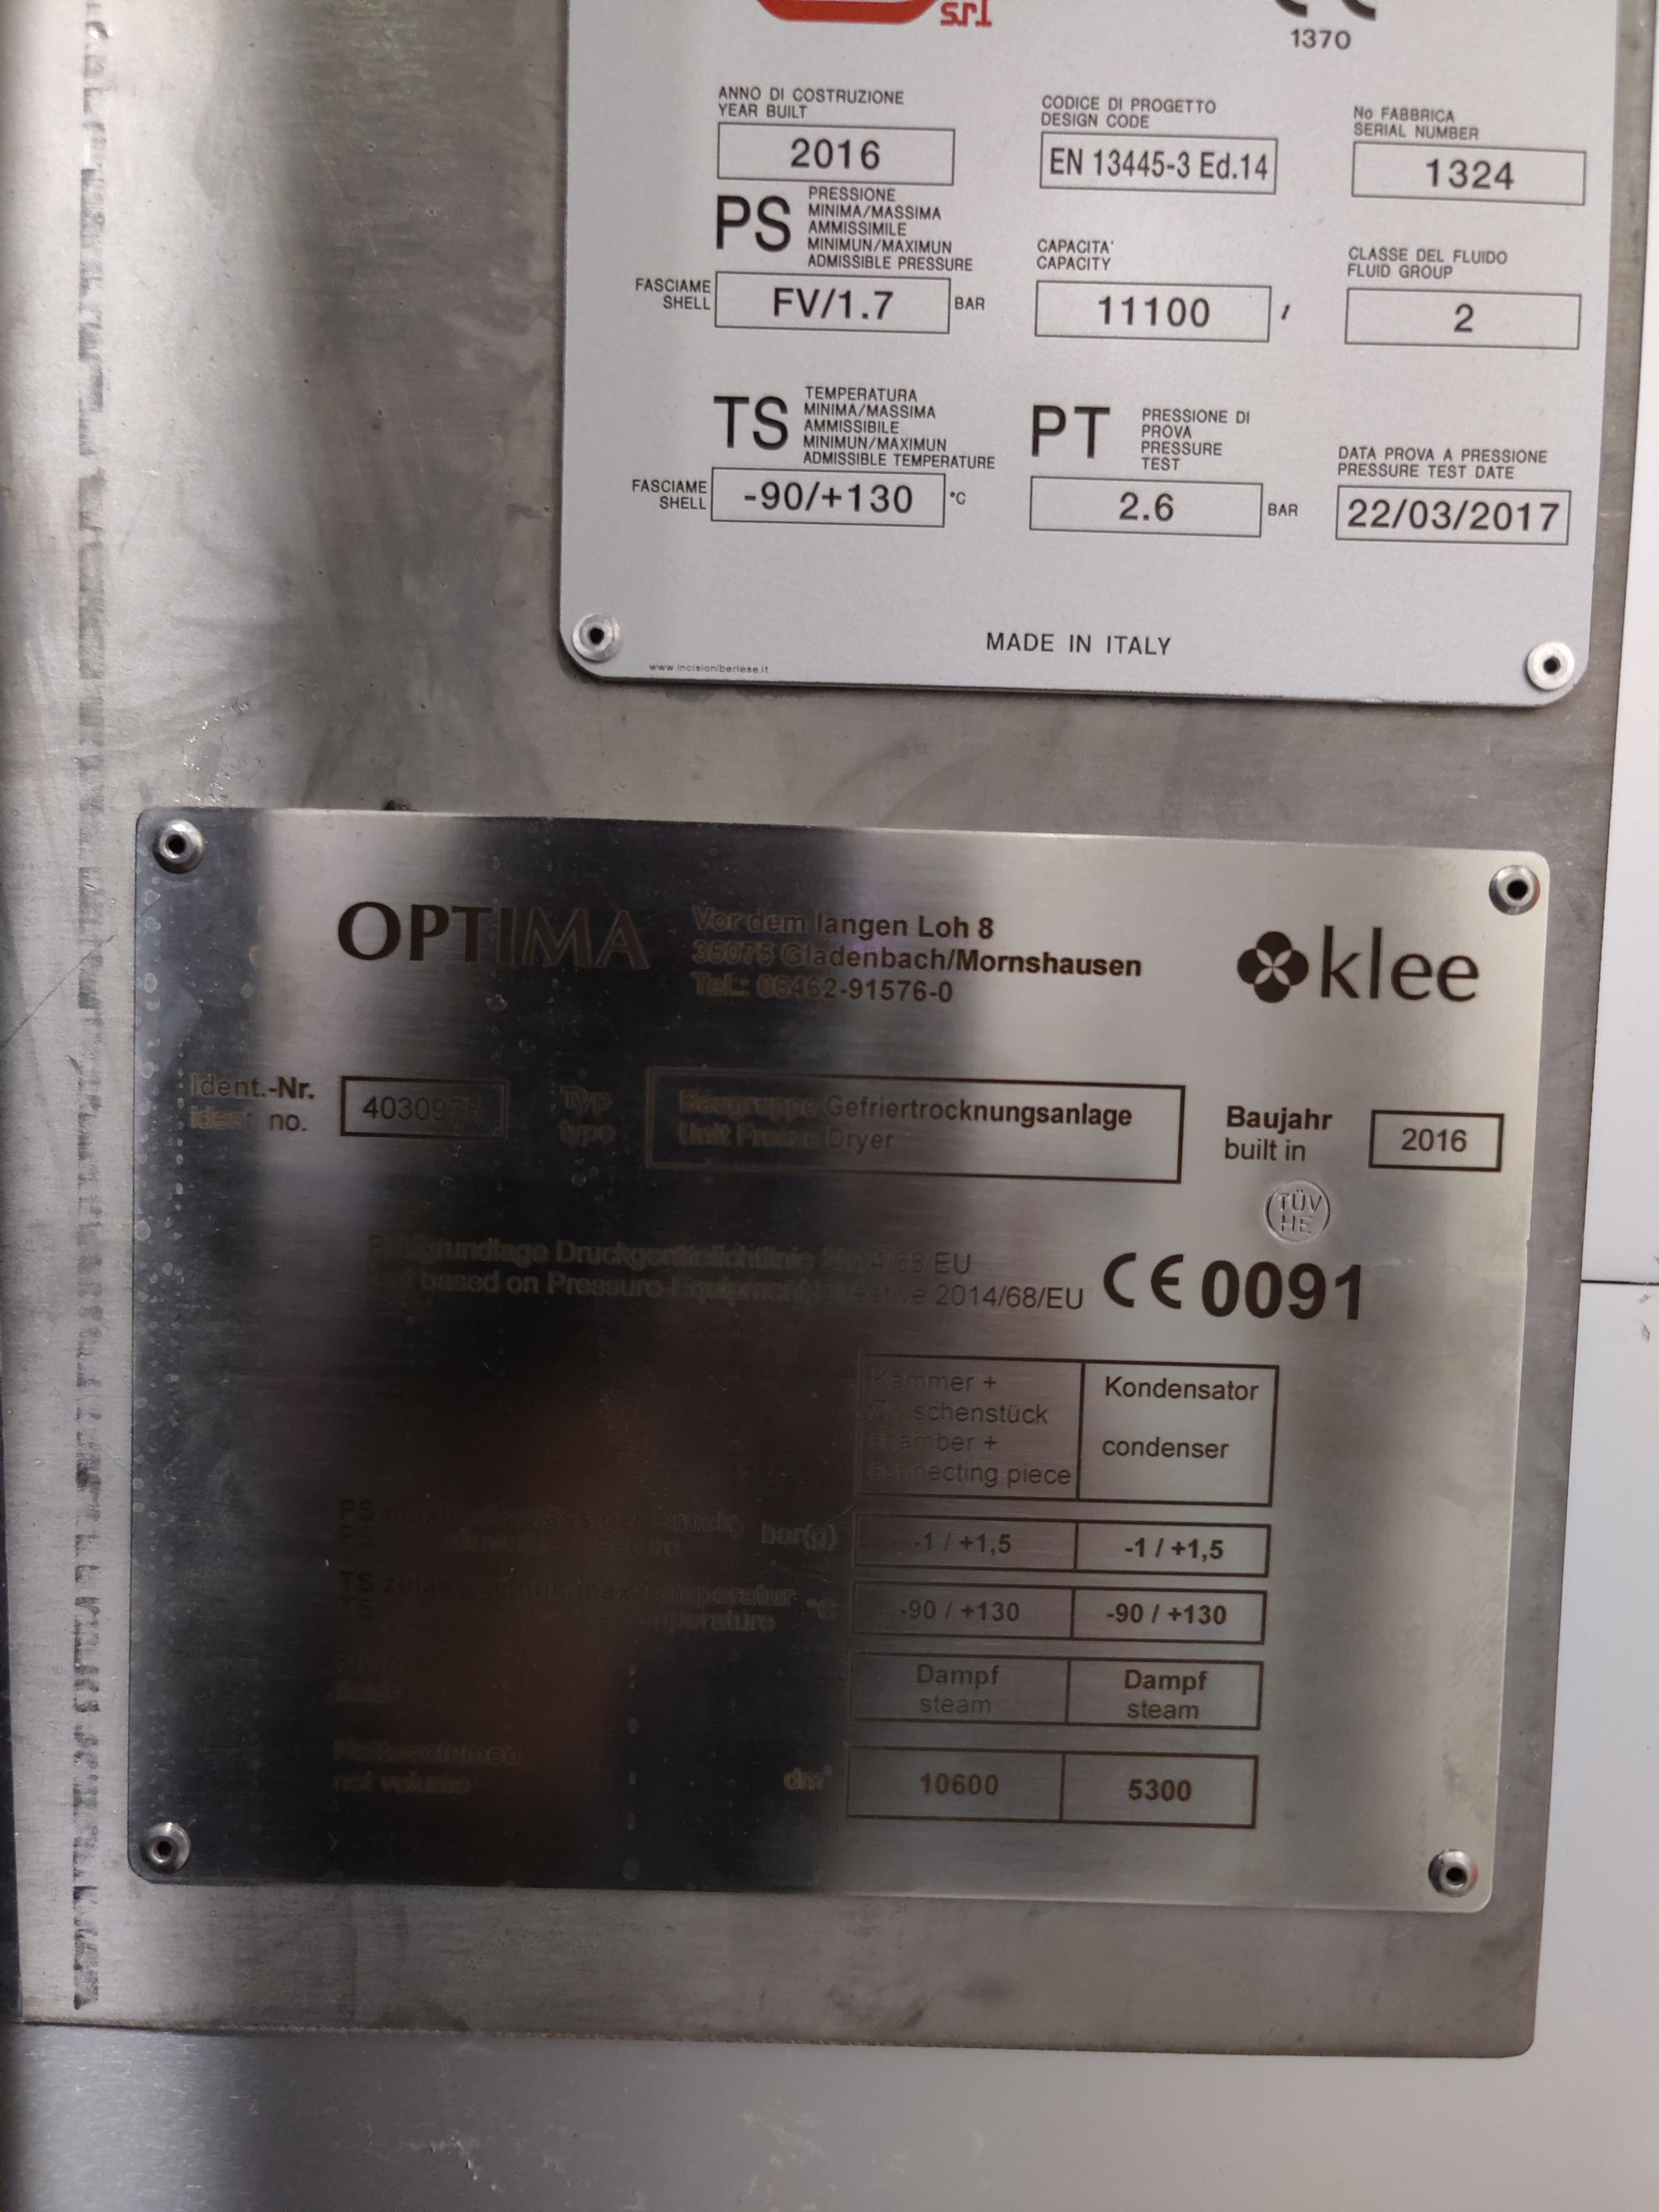 srl
1370
ANNO DI COSTRUZIONE
YEAR BUILT
2016
CODICE DI PROGETTO
DESIGN CODE
EN 13445-3 Ed.14
No FABBRICA
SERIAL NUMBER
1324
PS
PRESSIONE
MINIMA/MASSIMA
AMMISSIMILE
MINIMUN/MAXIMUN
ADMISSIBLE PRESSURE
FASCIAME
SHELL
FV/1.7
BAR
CAPACITA'
CAPACITY
11100
l
CLASSE DEL FLUIDO
FLUID GROUP
2
TS
TEMPERATURA
MINIMA/MASSIMA
AMMISSIBILE
MINIMUN/MAXIMUN
ADMISSIBLE TEMPERATURE
FASCIAME
SHELL
-90/+130
°C
PT
PRESSIONE DI
PROVA
PRESSURE
TEST
2.6
BAR
DATA PROVA A PRESSIONE
PRESSURE TEST DATE
22/03/2017
MADE IN ITALY
www.incisioniberlese.it
OPTIMA
Vor dem langen Loh 8
35075 Gladenbach/Mornshausen
Tel.: 06462-91576-0
klee
Ident.-Nr.
Ident. no.
Typ
type
Baugruppe Gefriertrocknungsanlage
Unit Freeze Dryer
Baujahr
built in
2016
TÜV
HE
Druckgeräterichtlinie 2014/68/EU
based on Pressure Equipment Directive 2014/68/EU
CE 0091
Kammer +
Zwischenstück
chamber +
connecting piece
Kondensator
condenser
PS
bar(g)
-1 / +1,5
-1 / +1,5
TS
Temperatur
temperature
°C
-90 / +130
-90 / +130
Dampf
steam
Dampf
steam
Nettovolumen
net volume
dm³
10600
5300